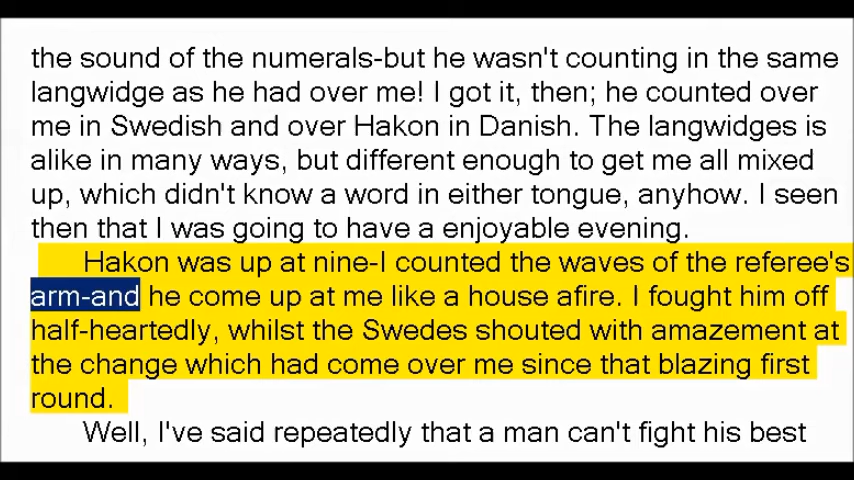 the sound of the numerals-but he wasn't counting in the same
langwidge as he had over me! I got it, then; he counted over
me in Swedish and over Hakon in Danish. The langwidges is
alike in many ways, but different enough to get me all mixed
up, which didn't know a word in either tongue, anyhow. I seen
then that I was going to have a enjoyable evening.
Hakon was up at nine-I counted the waves of the referee's
arm-and he come up at me like a house afire. I fought him off
half-heartedly, whilst the Swedes shouted with amazement at
the change which had come over me since that blazing first
round.
Well, I've said repeatedly that a man can't fight his best